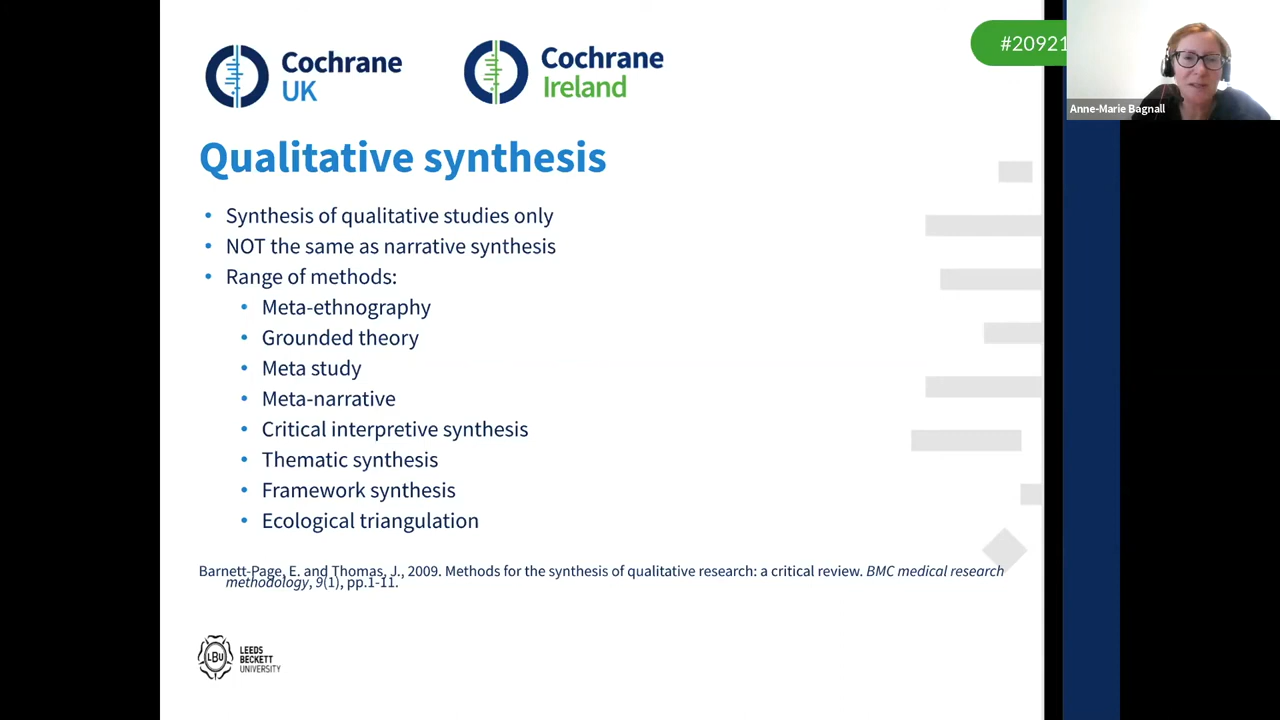 Cochrane
UK
Cochrane
Ireland
#20921
Anne-Marie Bagnall
Qualitative synthesis
• Synthesis of qualitative studies only
• NOT the same as narrative synthesis
• Range of methods:
• Meta-ethnography
• Grounded theory
• Meta study
• Meta-narrative
• Critical interpretive synthesis
• Thematic synthesis
• Framework synthesis
• Ecological triangulation
Barnett-Page, E. and Thomas, J., 2009. Methods for the synthesis of qualitative research: a critical review. BMC medical research
methodology, 9(1), pp.1-11.
LBU
LEEDS
BECKETT
UNIVERSITY